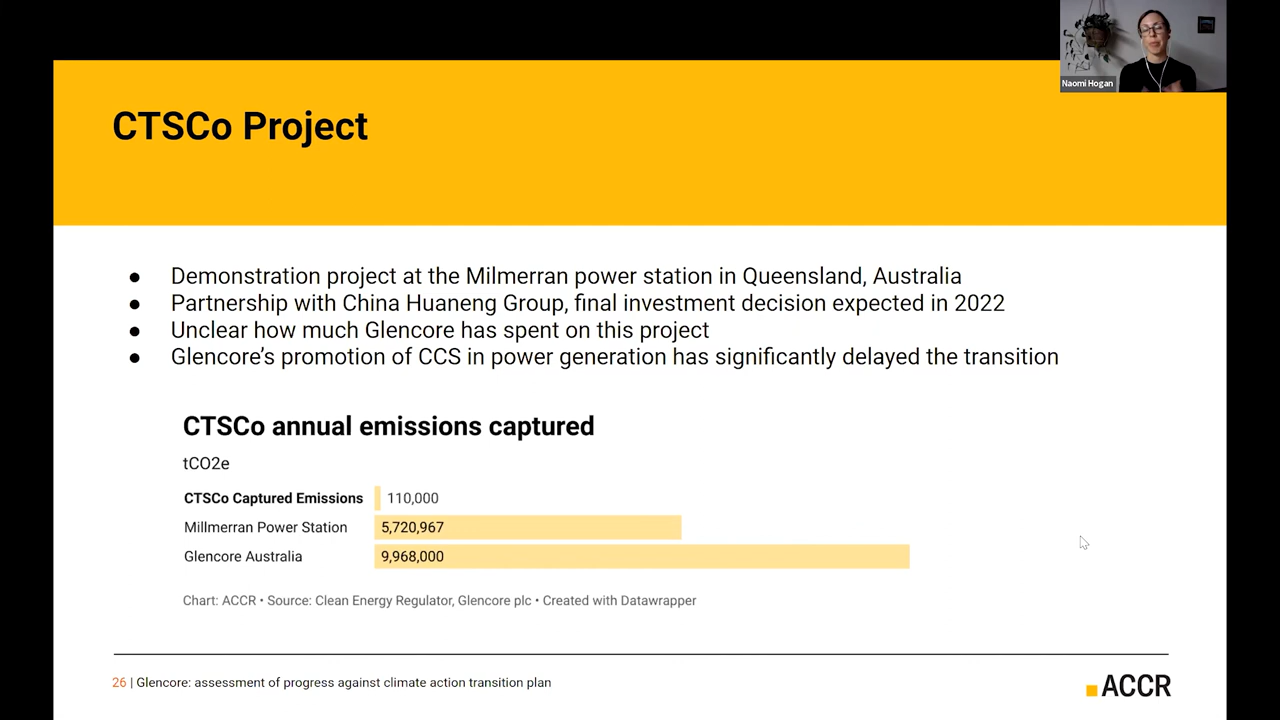 Naomi Hogan
CTSCo Project
● Demonstration project at the Milmerran power station in Queensland, Australia
● Partnership with China Huaneng Group, final investment decision expected in 2022
● Unclear how much Glencore has spent on this project
● Glencore’s promotion of CCS in power generation has significantly delayed the transition
CTSCo annual emissions captured
tCO2e
CTSCo Captured Emissions 110,000
Millmerran Power Station 5,720,967
Glencore Australia 9,968,000
Chart: ACCR • Source: Clean Energy Regulator, Glencore plc • Created with Datawrapper
26 | Glencore: assessment of progress against climate action transition plan
ACCR